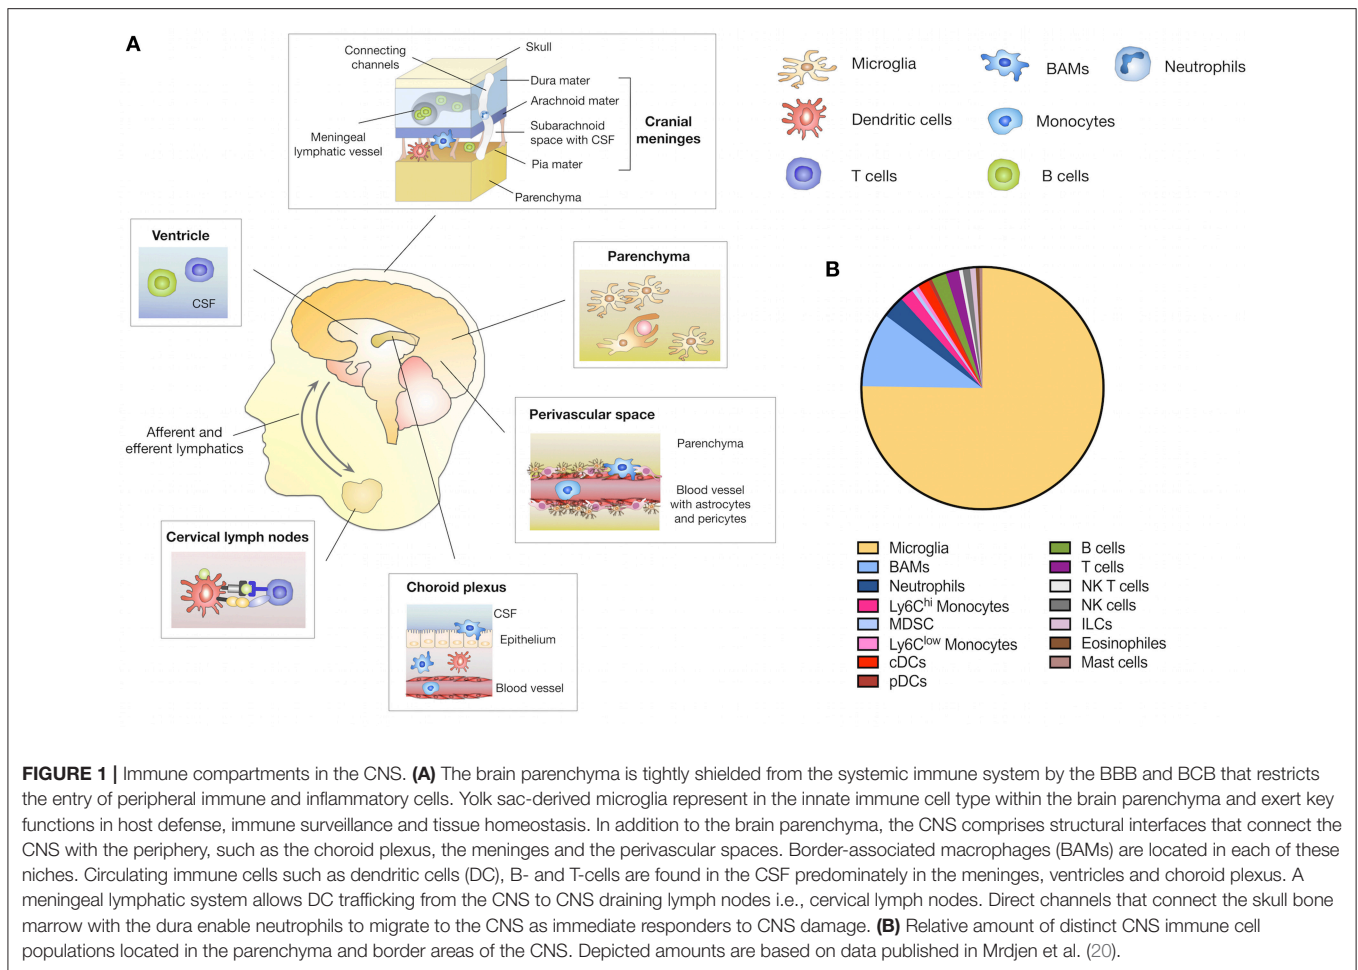 A
Connecting
channels
Skull
Dura mater
Arachnoid mater
Subarachnoid
space with CSF
Cranial
meninges
Meningeal
lymphatic vessel
Pia mater
Parenchyma
Microglia
BAMs
Neutrophils
Dendritic cells
Monocytes
T cells
B cells
Ventricle
CSF
Parenchyma
Perivascular space
Parenchyma
Blood vessel
with astrocytes
and pericytes
Afferent and
efferent lymphatics
Cervical lymph nodes
Choroid plexus
CSF
Epithelium
Blood vessel
B
Microglia
BAMs
Neutrophils
Ly6Chi Monocytes
MDSC
Ly6Clow Monocytes
cDCs
pDCs
B cells
T cells
NK T cells
NK cells
ILCs
Eosinophiles
Mast cells
FIGURE 1 | Immune compartments in the CNS. (A) The brain parenchyma is tightly shielded from the systemic immune system by the BBB and BCB that restricts
the entry of peripheral immune and inflammatory cells. Yolk sac-derived microglia represent in the innate immune cell type within the brain parenchyma and exert key
functions in host defense, immune surveillance and tissue homeostasis. In addition to the brain parenchyma, the CNS comprises structural interfaces that connect the
CNS with the periphery, such as the choroid plexus, the meninges and the perivascular spaces. Border-associated macrophages (BAMs) are located in each of these
niches. Circulating immune cells such as dendritic cells (DC), B- and T-cells are found in the CSF predominately in the meninges, ventricles and choroid plexus. A
meningeal lymphatic system allows DC trafficking from the CNS to CNS draining lymph nodes i.e., cervical lymph nodes. Direct channels that connect the skull bone
marrow with the dura enable neutrophils to migrate to the CNS as immediate responders to CNS damage. (B) Relative amount of distinct CNS immune cell
populations located in the parenchyma and border areas of the CNS. Depicted amounts are based on data published in Mrdjen et al. (20).